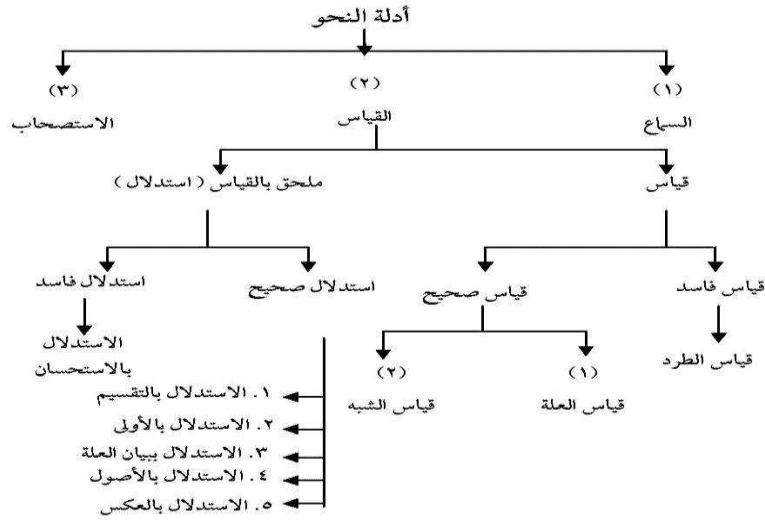 أدلة النحو
(١)
(٢)
(٣)
السماع
القياس
الاستصحاب
قياس
ملحق بالقياس (استدلال)
قياس فاسد
قياس صحيح
استدلال صحيح
استدلال فاسد
قياس الطرد
(١)
(٢)
قياس العلة
قياس الشبه
الاستدلال
بالاستحسان
١. الاستدلال بالتقسيم
٢. الاستدلال بالأولى
٣. الاستدلال ببيان العلة
٤. الاستدلال بالأصول
٥. الاستدلال بالعكس